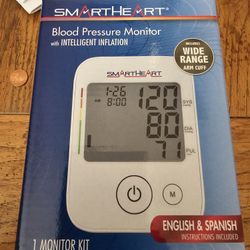 SMARTHEART®
Blood Pressure Monitor
with INTELLIGENT INFLATION
INCLUDES
WIDE
RANGE
ARM CUFF
SMARTHEART
1-26
8:00
120
SYS
80
DIA
71
PUL
M
ENGLISH & SPANISH
INSTRUCTIONS INCLUDED
1 MONITOR KIT